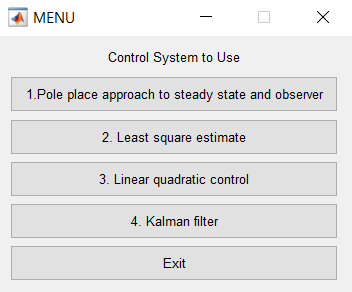 MENU
Control System to Use
1.Pole place approach to steady state and observer
2. Least square estimate
3. Linear quadratic control
4. Kalman filter
Exit